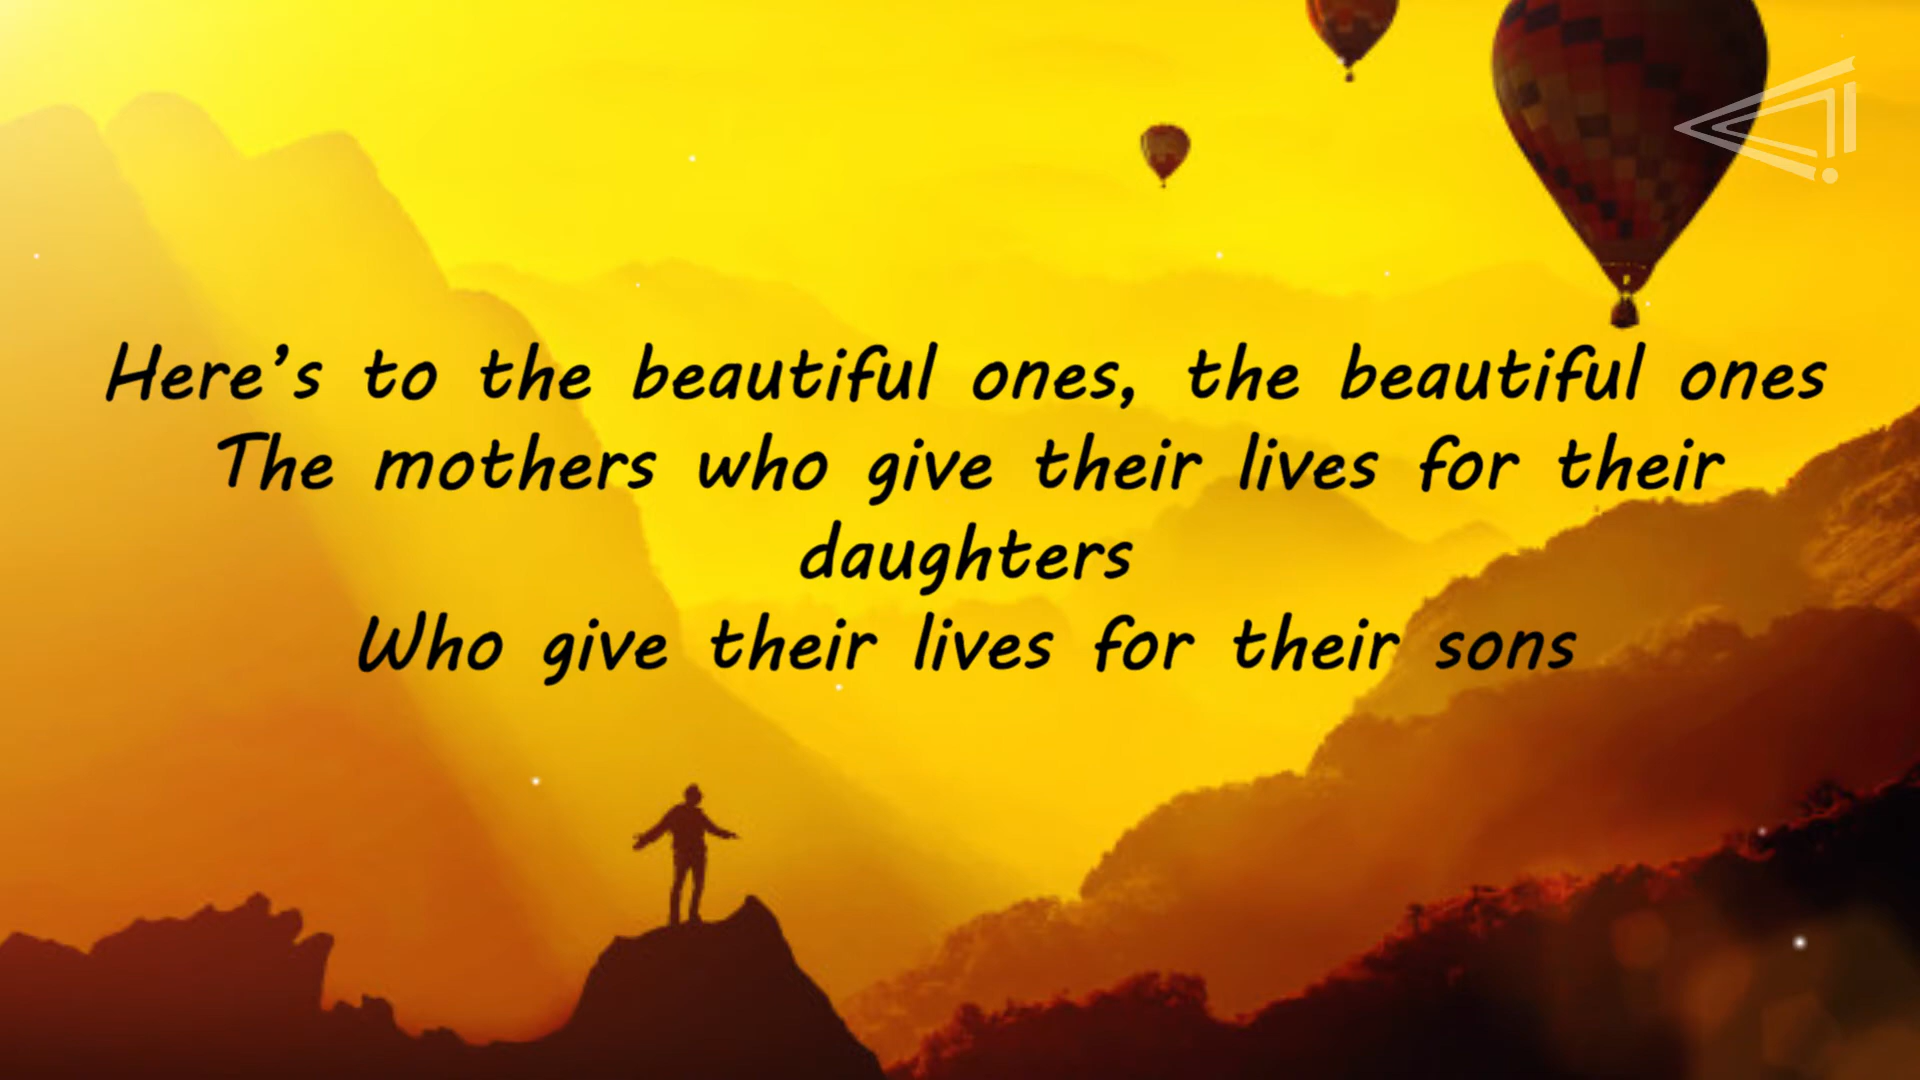 Here’s to the beautiful ones, the beautiful ones
The mothers who give their lives for their
daughters
Who give their lives for their sons